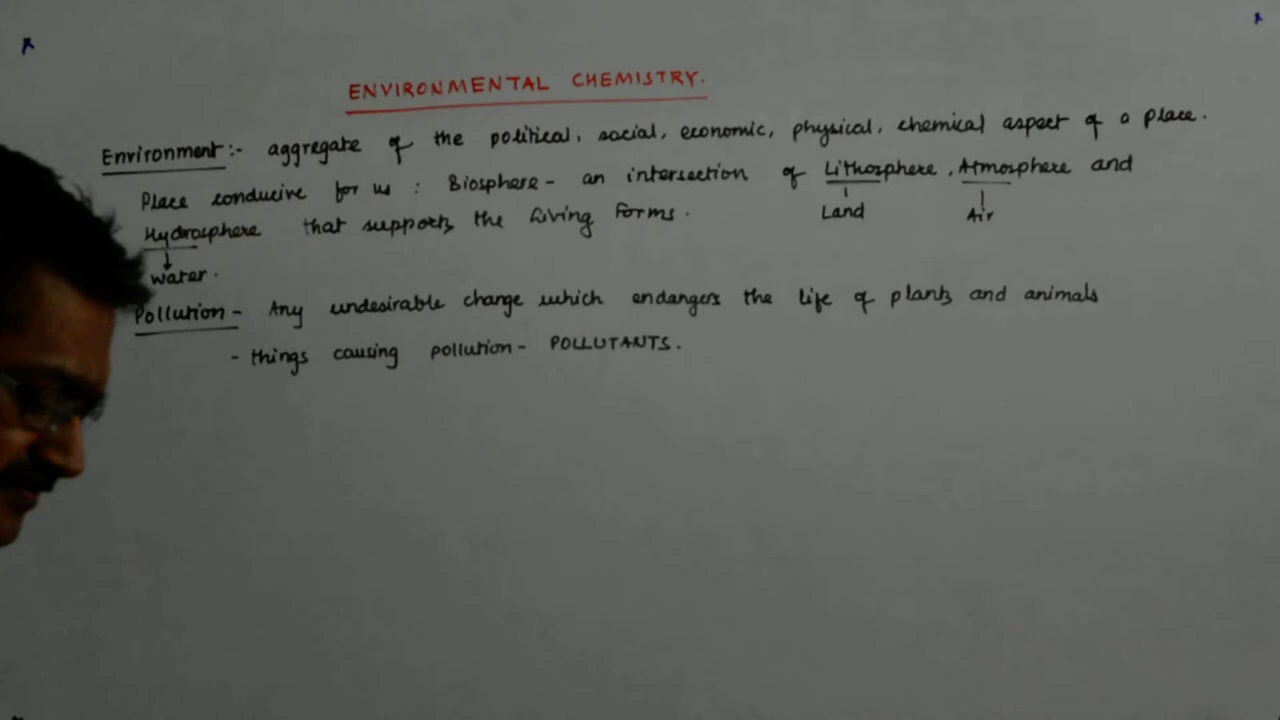 ENVIRONMENTAL CHEMISTRY.
Environment:- aggregate of the political, social, economic, physical, chemical aspect of a place.
Place conducive for us : Biosphere - an intersection of Lithosphere, Atmosphere and
Land Air
Hydrosphere that supports the living forms.
water.
Pollution - Any undesirable change which endangers the life of plants and animals
- things causing pollution - POLLUTANTS.